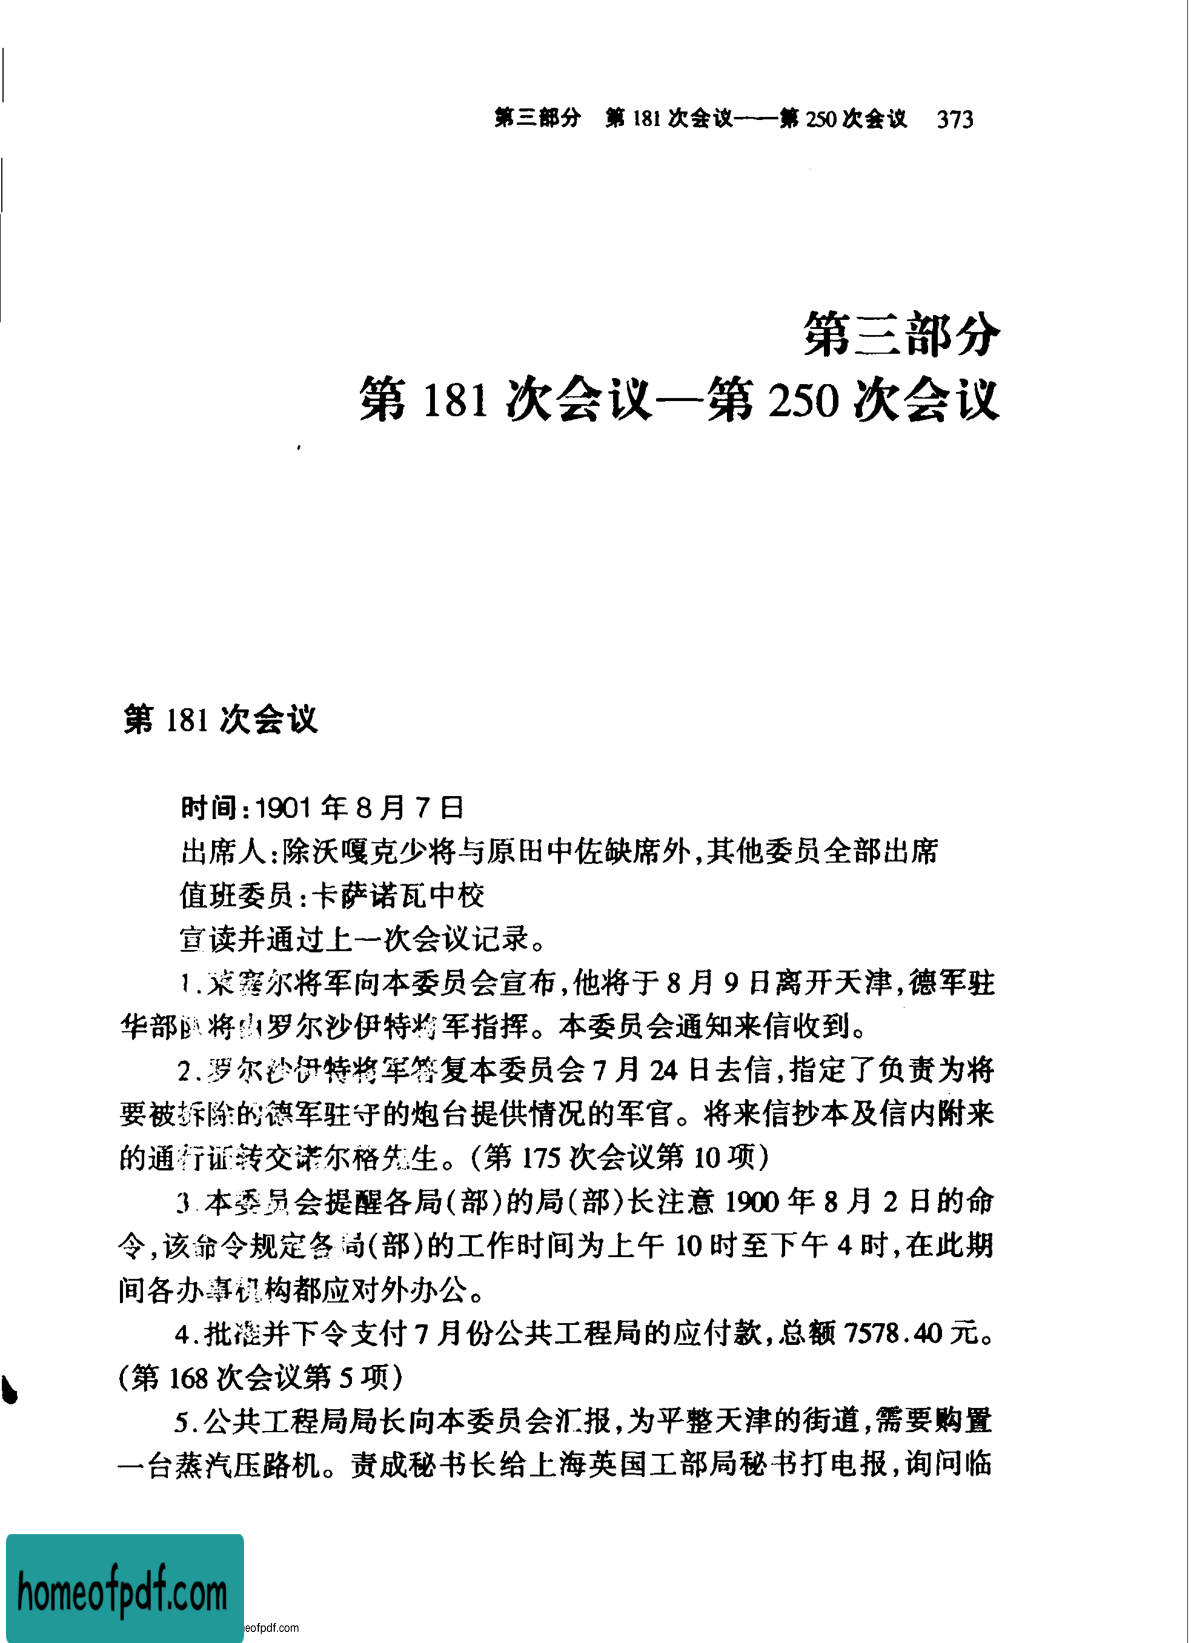 第三部分 第 181 次会议——第 250 次会议 373
第三部分
第 181 次会议—第 250 次会议
第 181 次会议
时间:1901 年 8 月 7 日
出席人:除沃嘎克少将与原田中佐缺席外,其他委员全部出席
值班委员:卡萨诺瓦中校
宣读并通过上一次会议记录。
1.莱塞尔将军向本委员会宣布,他将于 8 月 9 日离开天津,德军驻
华部队将由罗尔沙伊特将军指挥。本委员会通知来信收到。
2.罗尔沙伊特将军答复本委员会 7 月 24 日去信,指定了负责为将
要被拆除的德军驻守的炮台提供情况的军官。将来信抄本及信内附来
的通行证转交诺尔格先生。(第 175 次会议第 10 项)
3.本委员会提醒各局(部)的局(部)长注意 1900 年 8 月 2 日的命
令,该命令规定各局(部)的工作时间为上午 10 时至下午 4 时,在此期
间各办事机构都应对外办公。
4.批准并下令支付 7 月份公共工程局的应付款,总额 7578.40 元。
(第 168 次会议第 5 项)
5.公共工程局局长向本委员会汇报,为平整天津的街道,需要购置
一台蒸汽压路机。责成秘书长给上海英国工部局秘书打电报,询问临
homeofpdf.com
eofpdf.com